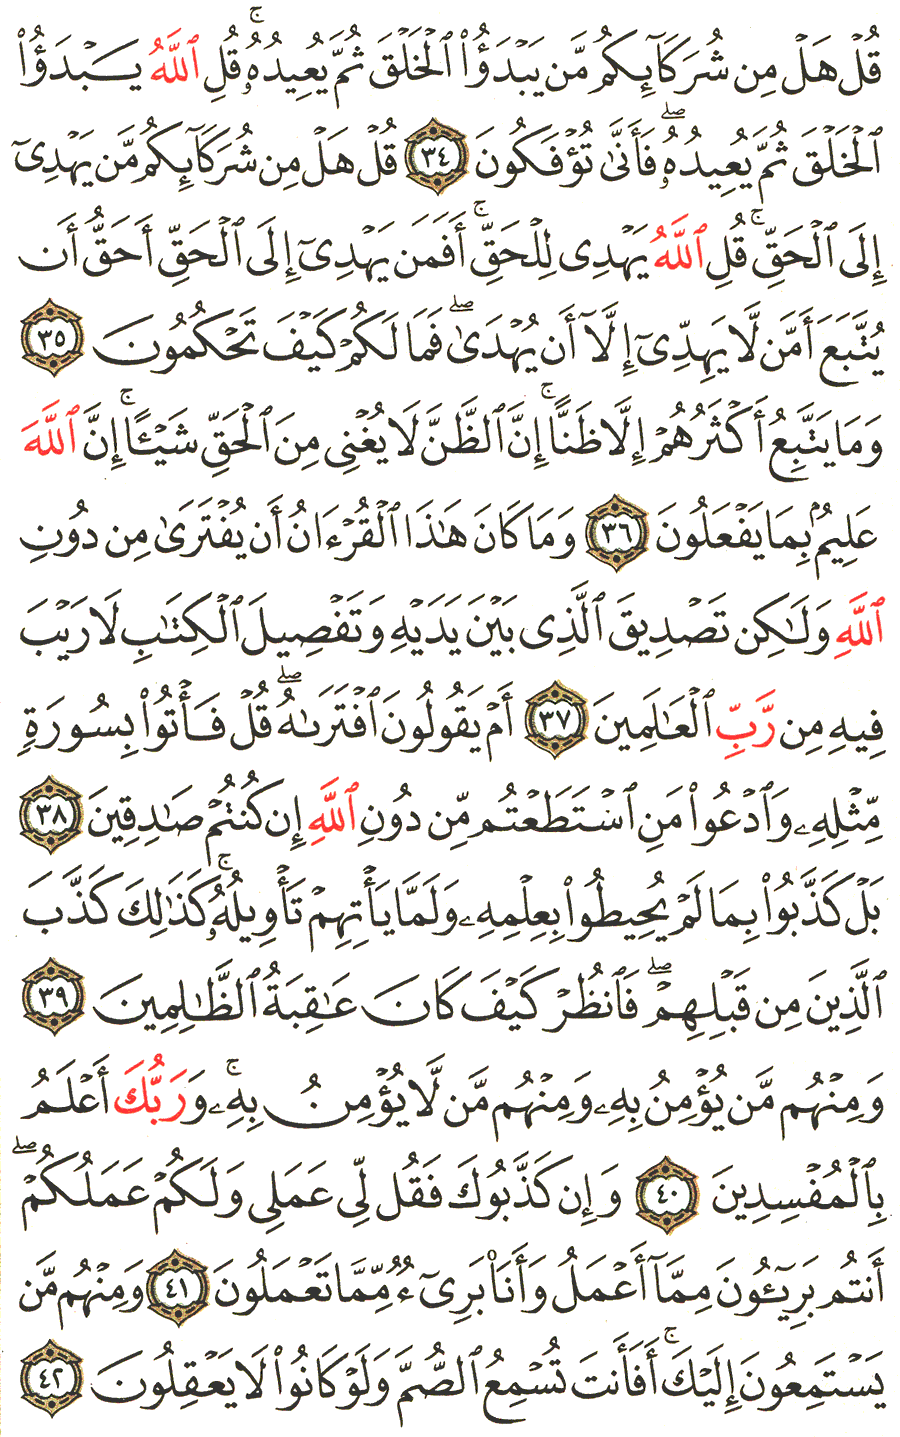 قُلْ هَلْ مِن شُرَكَآئِكُم مَّن يَبْدَؤُا۟ ٱلْخَلْقَ ثُمَّ يُعِيدُهُۥ ۚ قُلِ ٱللَّهُ يَبْدَؤُا۟
ٱلْخَلْقَ ثُمَّ يُعِيدُهُۥ ۖ فَأَنَّىٰ تُؤْفَكُونَ ٣٤ قُلْ هَلْ مِن شُرَكَآئِكُم مَّن يَهْدِىٓ
إِلَى ٱلْحَقِّ ۚ قُلِ ٱللَّهُ يَهْدِى لِلْحَقِّ ۗ أَفَمَن يَهْدِىٓ إِلَى ٱلْحَقِّ أَحَقُّ أَن
يُتَّبَعَ أَمَّن لَّا يَهِدِّىٓ إِلَّآ أَن يُهْدَىٰ ۖ فَمَا لَكُمْ كَيْفَ تَحْكُمُونَ ٣٥
وَمَا يَتَّبِعُ أَكْثَرُهُمْ إِلَّا ظَنًّا ۚ إِنَّ ٱلظَّنَّ لَا يُغْنِى مِنَ ٱلْحَقِّ شَيْـًٔا ۚ إِنَّ ٱللَّهَ
عَلِيمٌۢ بِمَا يَفْعَلُونَ ٣٦ وَمَا كَانَ هَـٰذَا ٱلْقُرْءَانُ أَن يُفْتَرَىٰ مِن دُونِ
ٱللَّهِ وَلَـٰكِن تَصْدِيقَ ٱلَّذِى بَيْنَ يَدَيْهِ وَتَفْصِيلَ ٱلْكِتَـٰبِ لَا رَيْبَ
فِيهِ مِن رَّبِّ ٱلْعَـٰلَمِينَ ٣٧ أَمْ يَقُولُونَ ٱفْتَرَىٰهُ ۖ قُلْ فَأْتُوا۟ بِسُورَةٍ
مِّثْلِهِۦ وَٱدْعُوا۟ مَنِ ٱسْتَطَعْتُم مِّن دُونِ ٱللَّهِ إِن كُنتُمْ صَـٰدِقِينَ ٣٨
بَلْ كَذَّبُوا۟ بِمَا لَمْ يُحِيطُوا۟ بِعِلْمِهِۦ وَلَمَّا يَأْتِهِمْ تَأْوِيلُهُۥ ۚ كَذَٰلِكَ كَذَّبَ
ٱلَّذِينَ مِن قَبْلِهِمْ ۖ فَٱنظُرْ كَيْفَ كَانَ عَـٰقِبَةُ ٱلظَّـٰلِمِينَ ٣٩
وَمِنْهُم مَّن يُؤْمِنُ بِهِۦ وَمِنْهُم مَّن لَّا يُؤْمِنُ بِهِۦ ۚ وَرَبُّكَ أَعْلَمُ
بِٱلْمُفْسِدِينَ ٤٠ وَإِن كَذَّبُوكَ فَقُل لِّى عَمَلِى وَلَكُمْ عَمَلُكُمْ ۖ
أَنتُم بَرِيٓـُٔونَ مِمَّآ أَعْمَلُ وَأَنَا۠ بَرِىٓءٌ مِّمَّا تَعْمَلُونَ ٤١ وَمِنْهُم مَّن
يَسْتَمِعُونَ إِلَيْكَ ۚ أَفَأَنتَ تُسْمِعُ ٱلصُّمَّ وَلَوْ كَانُوا۟ لَا يَعْقِلُونَ ٤٢